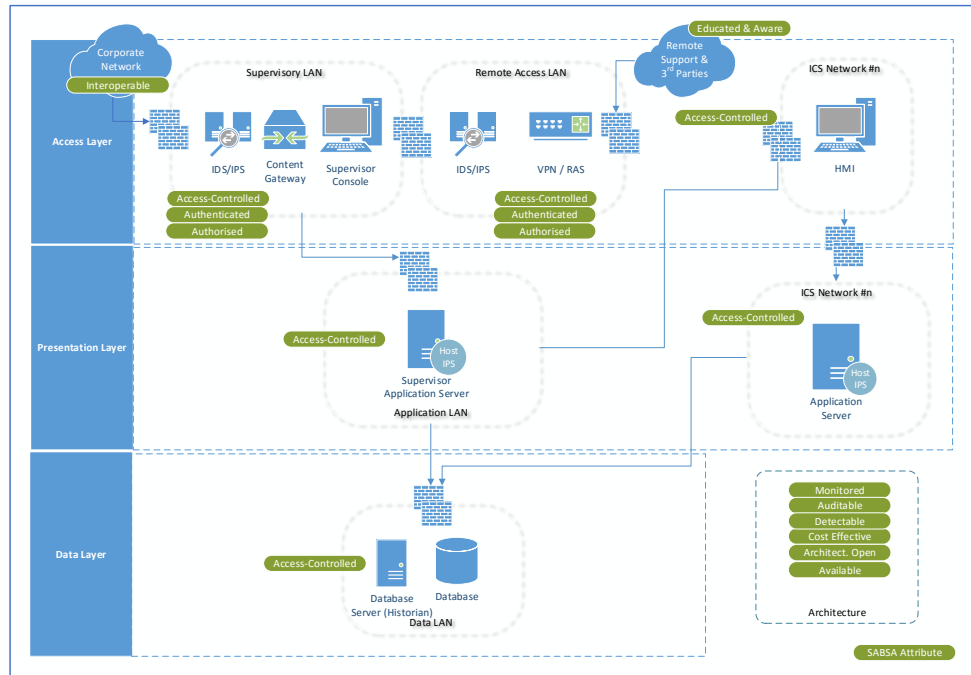 Corporate
Network
Interoperable
Educated & Aware
Remote
Support &
3rd Parties
Supervisory LAN
Remote Access LAN
ICS Network #n
Access-Controlled
Access Layer
IDS/IPS
Content
Gateway
Supervisor
Console
IDS/IPS
VPN / RAS
HMI
Access-Controlled
Authenticated
Authorised
Access-Controlled
Authenticated
Authorised
ICS Network #n
Access-Controlled
Access-Controlled
Presentation Layer
Host
IPS
Host
IPS
Supervisor
Application Server
Application LAN
Application
Server
Monitored
Auditable
Detectable
Cost Effective
Architect. Open
Available
Architecture
Data Layer
Access-Controlled
Database
Server (Historian)
Database
Data LAN
SABSA Attribute